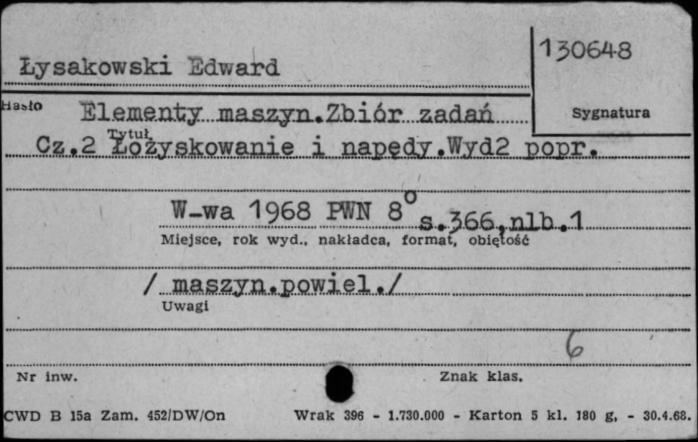 130648
Łysakowski Edward
Hasło
Elementy maszyn.Zbiór zadań
Sygnatura
Tytuł
Cz.2 Łożyskowanie i napędy.Wyd2 popr.
W-wa 1968 PWN 8° s.366,nlb.1
Miejsce, rok wyd., nakładca, format, objętość
/ maszyn.powiel./
Uwagi
6
Nr inw.
Znak klas.
CWD B 15a Zam. 452/DW/On Wrak 396 - 1.730.000 - Karton 5 kl. 180 g. - 30.4.68.